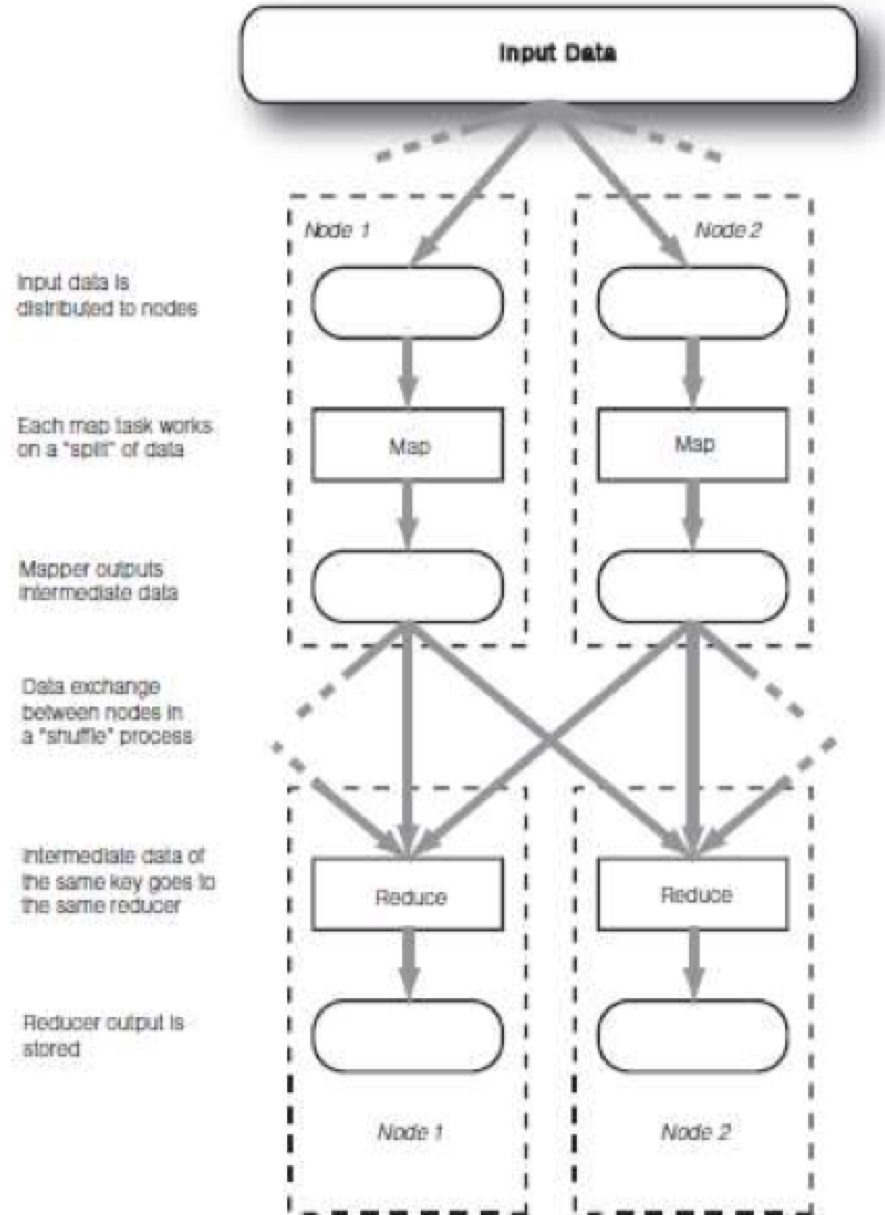 Input Data
Node 1
Node 2
Input data is
distributed to nodes
Each map task works
on a "split" of data
Map
Map
Mapper outputs
intermediate data
Data exchange
between nodes in
a "shuffle" process
Intermediate data of
the same key goes to
the same reducer
Reduce
Reduce
Reducer output is
stored
Node 1
Node 2